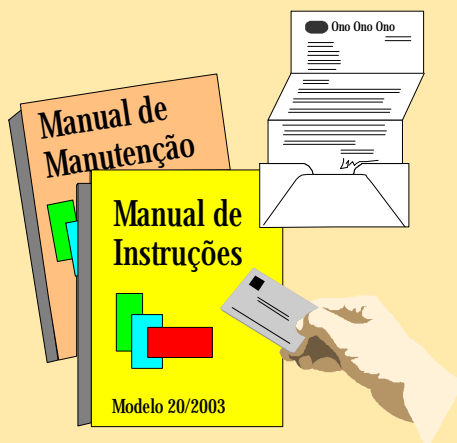 Ono Ono Ono
Manual de
Manutenção
Manual de
Instruções
Modelo 20/2003